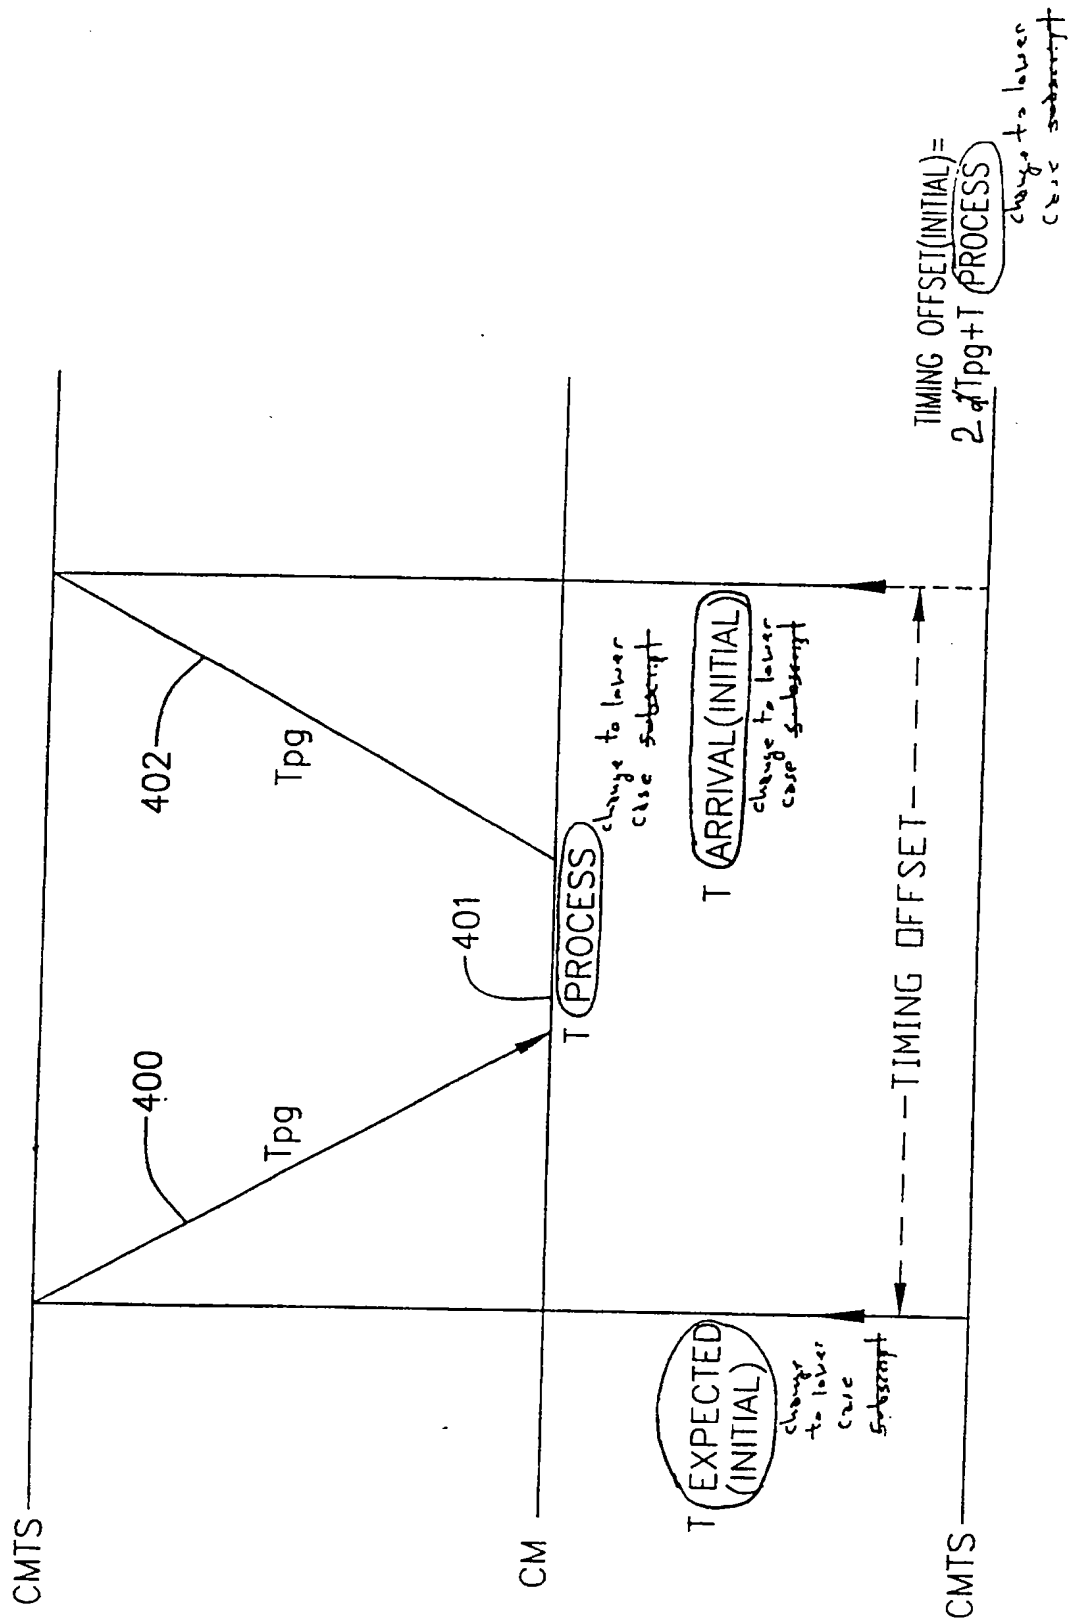 CMTS
400
Tpg
402
Tpg
CM
401
T PROCESS
change to lower
case subscript
T EXPECTED
(INITIAL)
change
to lower
case
subscript
T ARRIVAL(INITIAL)
change to lower
case subscript
TIMING OFFSET
CMTS
TIMING OFFSET(INITIAL)=
2 Tpg+T PROCESS
change to lower
case subscript